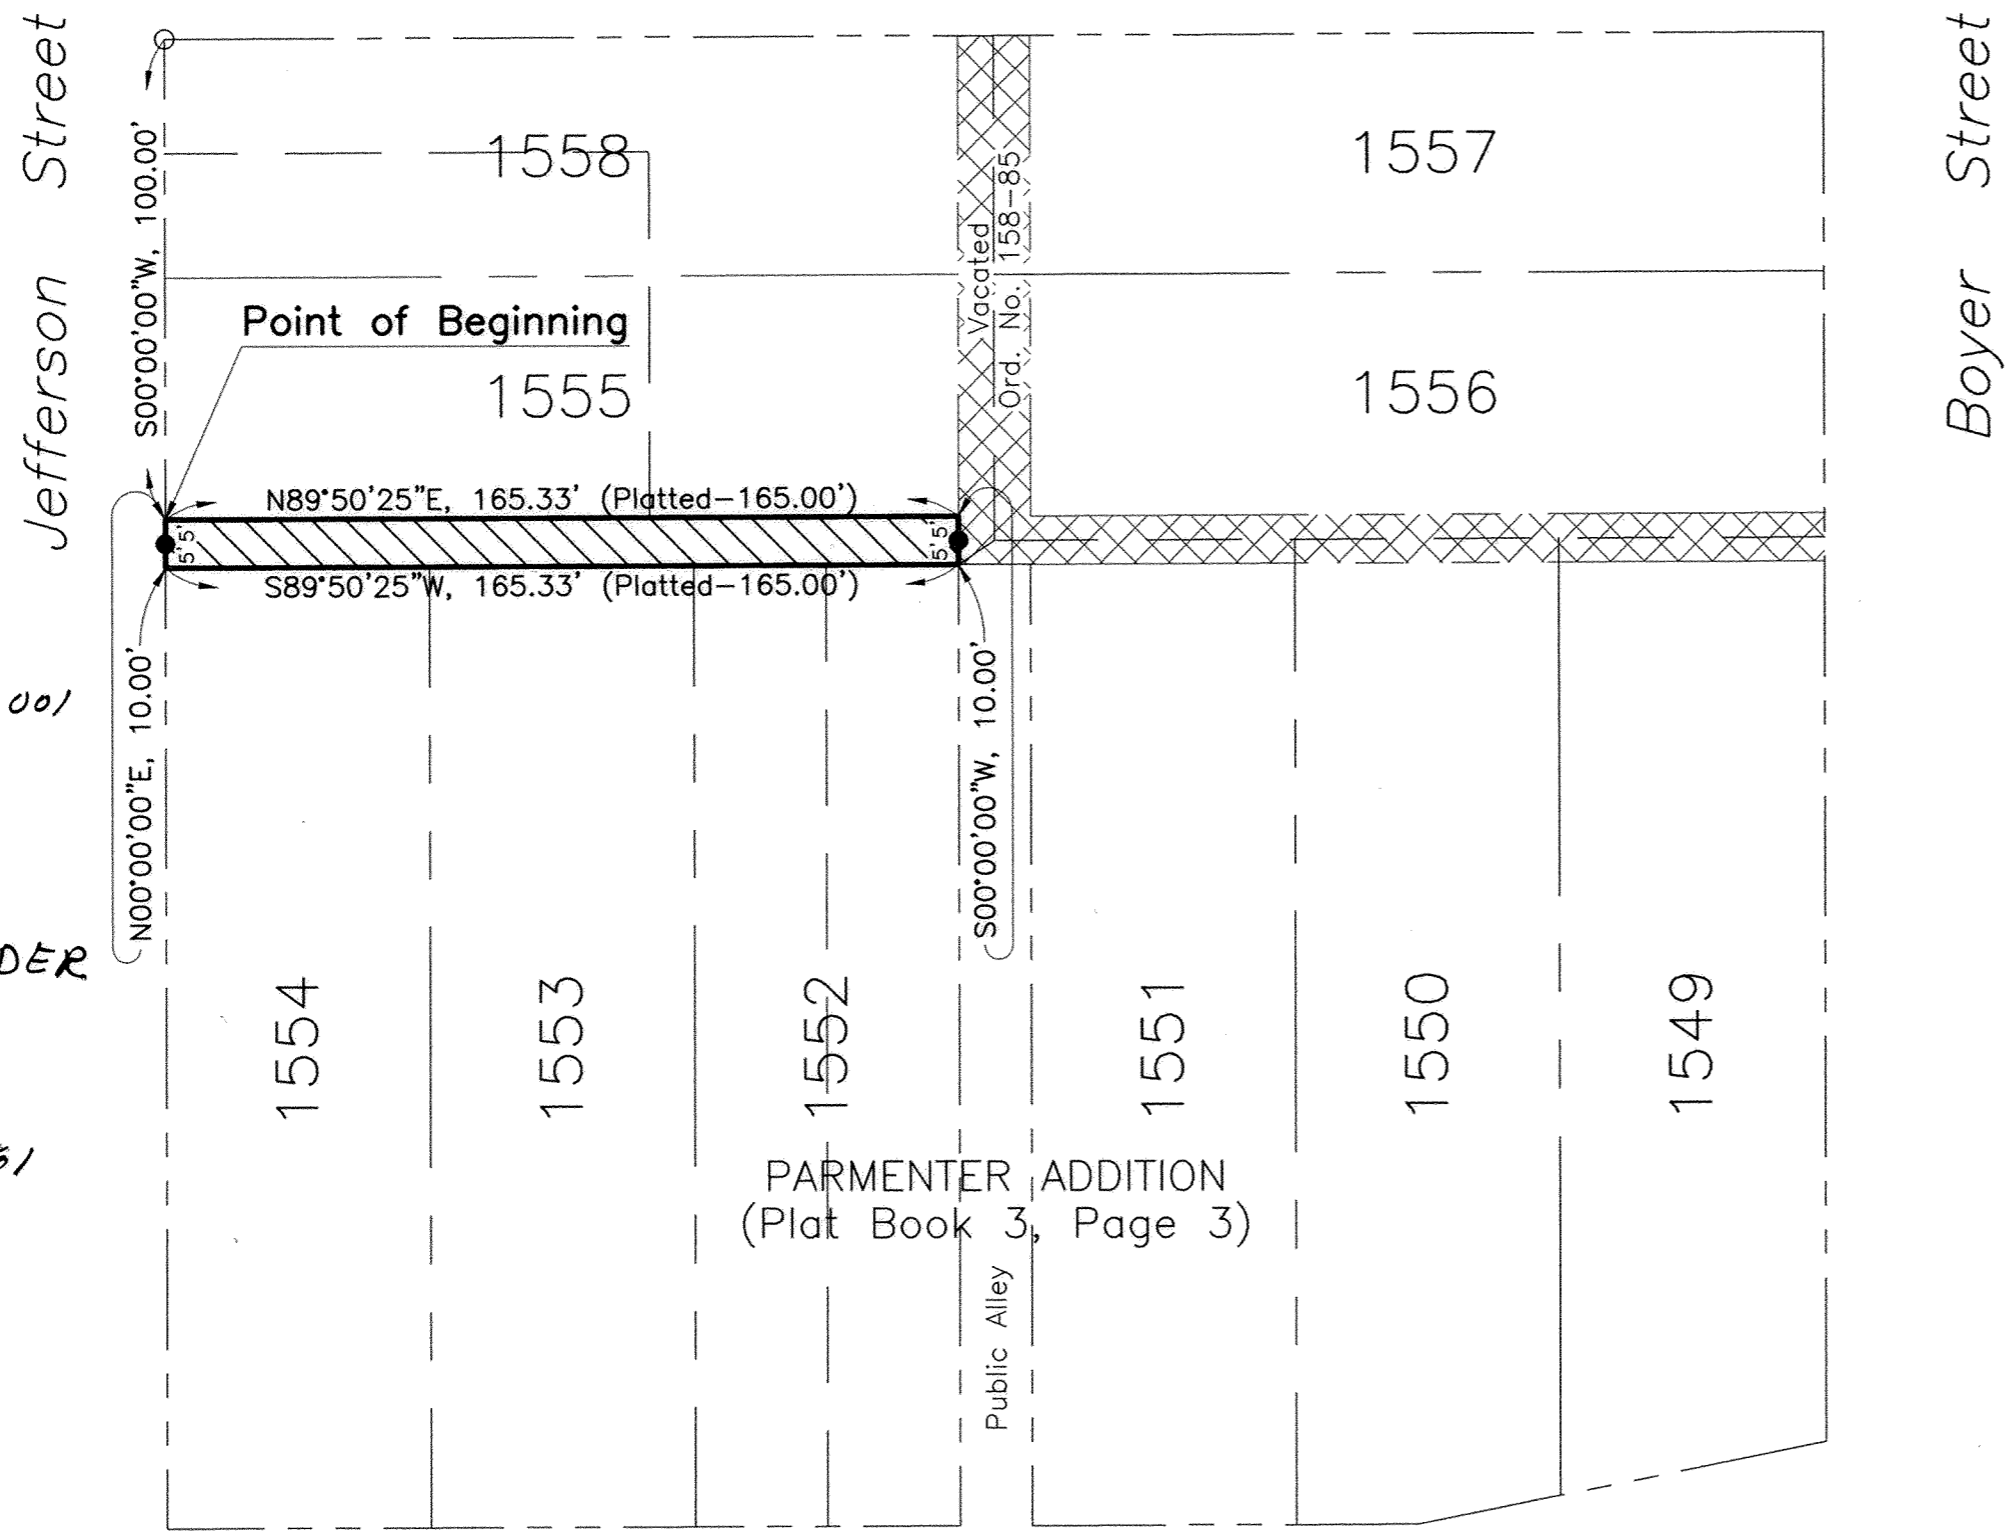 Jefferson Street
Boyer Street
S00°00'00"W, 100.00'
1558
1557
Vacated
Ord. No. 158-85
Point of Beginning
1555
1556
N89°50'25"E, 165.33' (Platted-165.00')
5' 5'
5' 5'
S89°50'25"W, 165.33' (Platted-165.00')
N00°00'00"E, 10.00'
S00°00'00"W, 10.00'
001
DER
1554
1553
1552
1551
1550
1549
PARMENTER ADDITION
(Plat Book 3, Page 3)
Public Alley